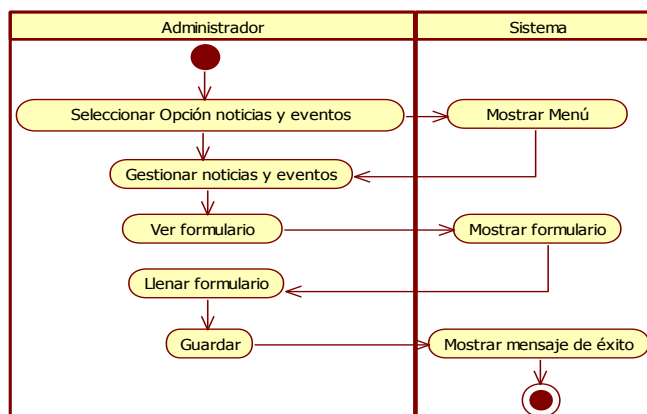 Administrador
Sistema
Seleccionar Opción noticias y eventos
Mostrar Menú
Gestionar noticias y eventos
Ver formulario
Mostrar formulario
Llenar formulario
Guardar
Mostrar mensaje de éxito